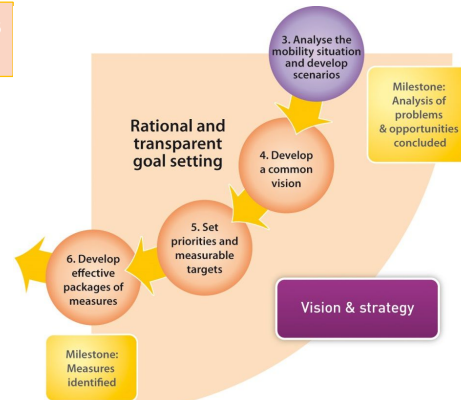 3. Analyse the
mobility situation
and develop
scenarios
Milestone:
Analysis of
problems
& opportunities
concluded
Rational and
transparent
goal setting
4. Develop
a common
vision
5. Set
priorities and
measurable
targets
6. Develop
effective
packages of
measures
Vision & strategy
Milestone:
Measures
identified